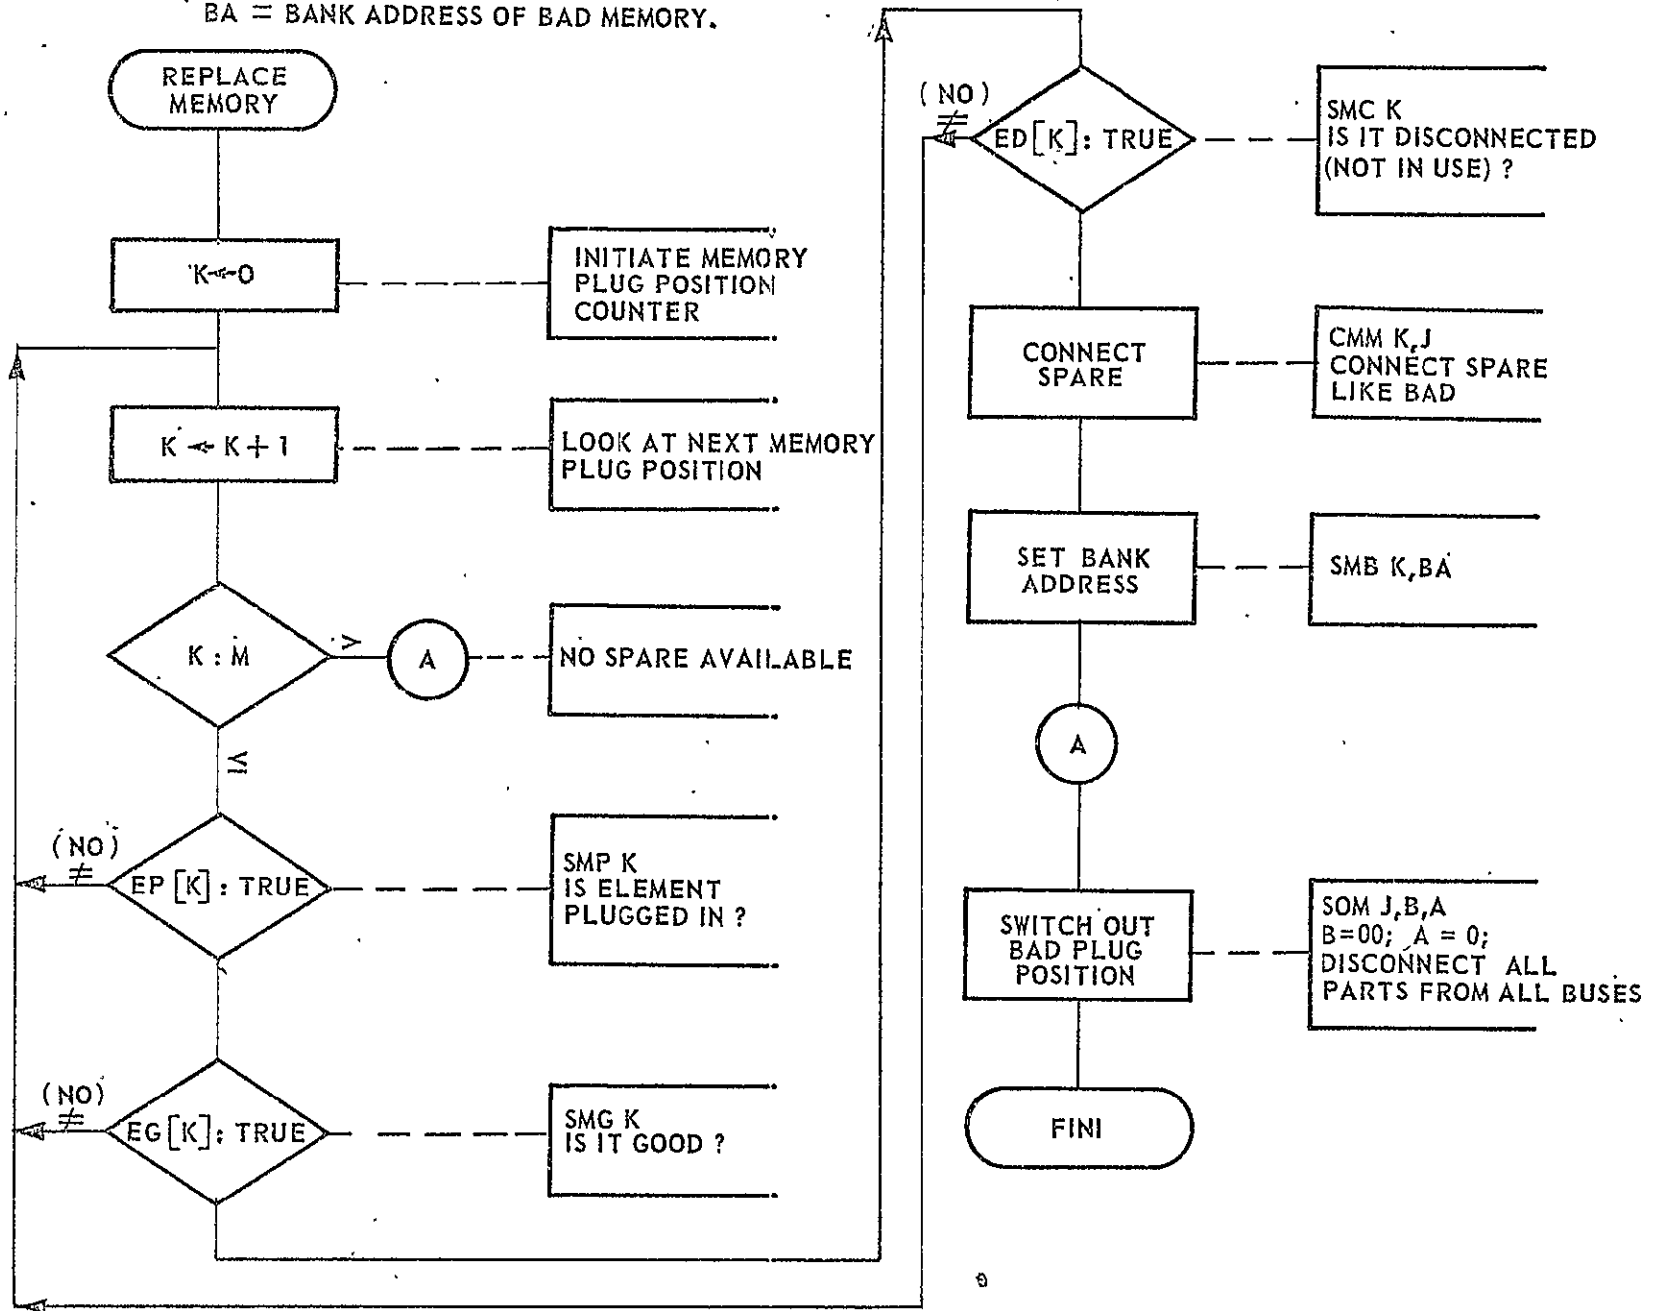 BA = BANK ADDRESS OF BAD MEMORY.
REPLACE
MEMORY
K←0
INITIATE MEMORY
PLUG POSITION
COUNTER
K ← K + 1
LOOK AT NEXT MEMORY
PLUG POSITION
K : M
>
A
NO SPARE AVAILABLE
≤
(NO)
≠
EP[K] : TRUE
SMP K
IS ELEMENT
PLUGGED IN ?
(NO)
≠
EG[K] : TRUE
SMG K
IS IT GOOD ?
(NO)
≠
ED[K] : TRUE
SMC K
IS IT DISCONNECTED
(NOT IN USE) ?
CONNECT
SPARE
CMM K,J
CONNECT SPARE
LIKE BAD
SET BANK
ADDRESS
SMB K,BA
A
SWITCH OUT
BAD PLUG
POSITION
SOM J,B,A
B=00; A = 0;
DISCONNECT ALL
PARTS FROM ALL BUSES
FINI